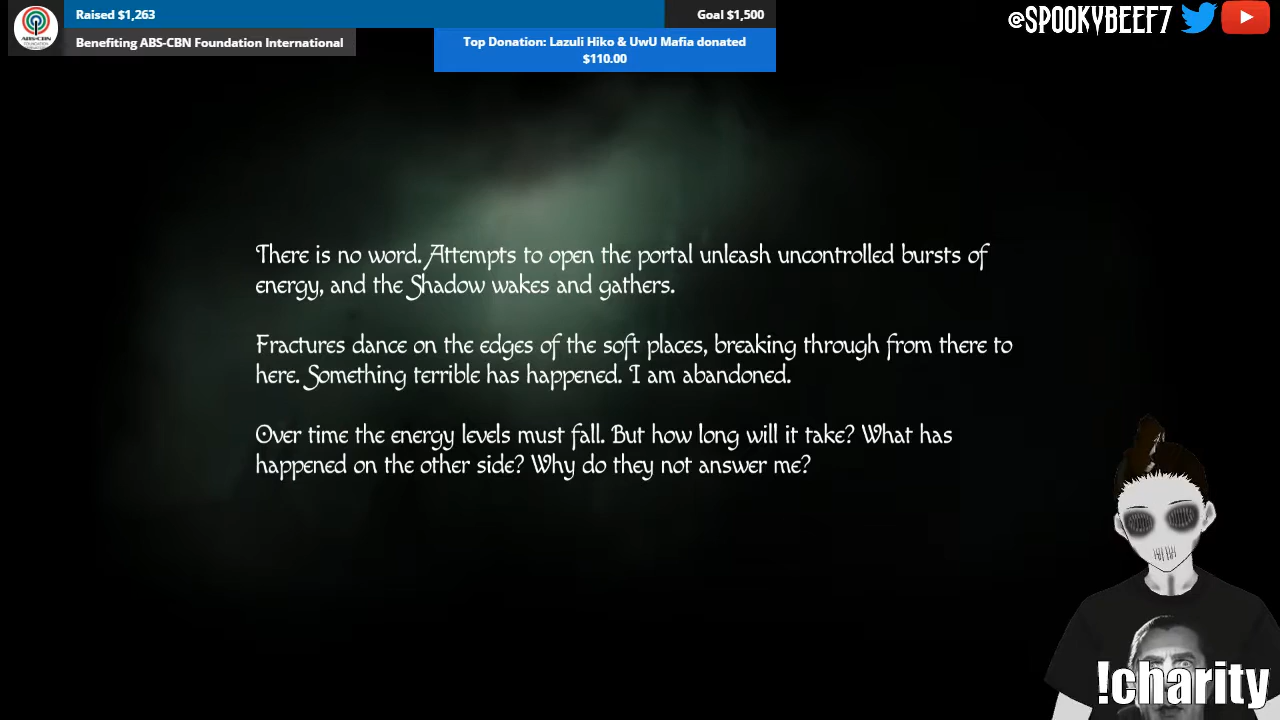 Raised $1,263
Goal $1,500
@SPOOKYBEEF7
ABS-CBN
Benefiting ABS-CBN Foundation International
Top Donation: Lazuli Hiko & UwU Mafia donated
$110.00
There is no word. Attempts to open the portal unleash uncontrolled bursts of
energy, and the Shadow wakes and gathers.
Fractures dance on the edges of the soft places, breaking through from there to
here. Something terrible has happened. I am abandoned.
Over time the energy levels must fall. But how long will it take? What has
happened on the other side? Why do they not answer me?
!charity